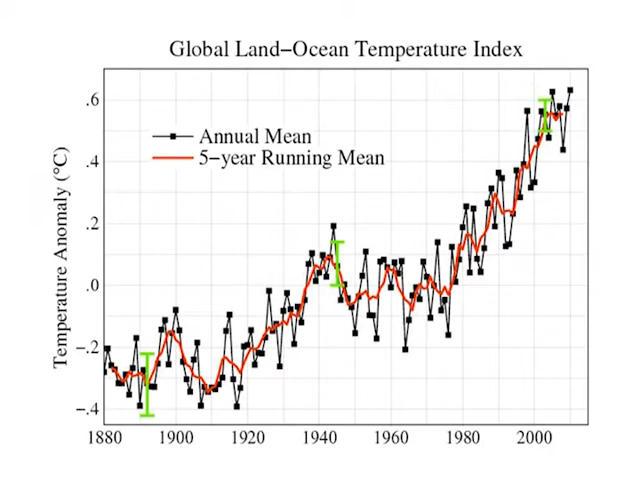 Global Land−Ocean Temperature Index
.6
.4
.2
.0
−.2
−.4
Temperature Anomaly (°C)
Annual Mean
5−year Running Mean
1880 1900 1920 1940 1960 1980 2000